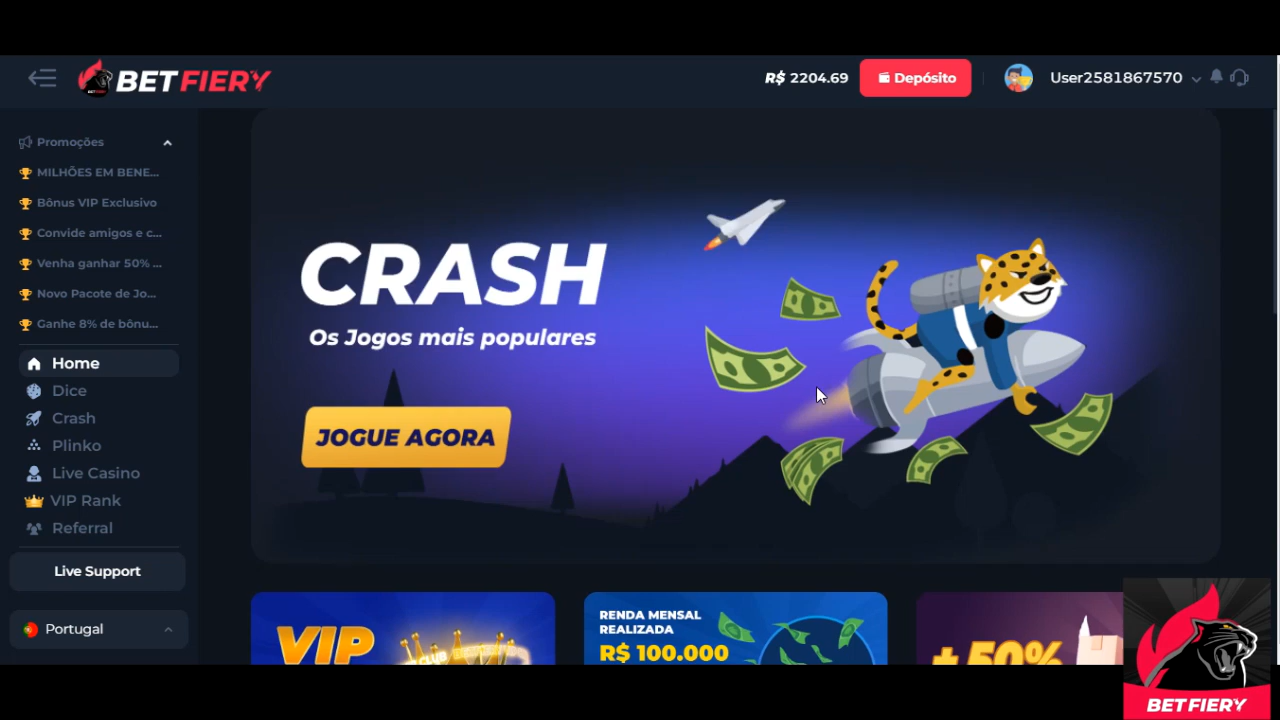 BETFIERY
R$ 2204.69
Depósito
User2581867570
Promoções
MILHÕES EM BENE...
Bônus VIP Exclusivo
Convide amigos e c...
Venha ganhar 50% ...
Novo Pacote de Jo...
Ganhe 8% de bônu...
Home
Dice
Crash
Plinko
Live Casino
VIP Rank
Referral
Live Support
Portugal
CRASH
Os Jogos mais populares
JOGUE AGORA
VIP
RENDA MENSAL
REALIZADA
R$ 100.000
+ 50%
BETFIERY